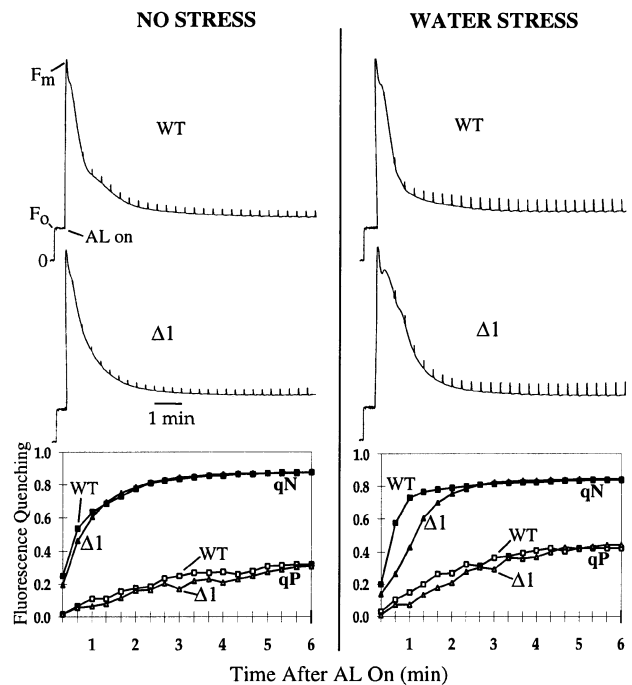 NO STRESS
WATER STRESS
Fm
WT
WT
Fo
AL on
0
Δ1
Δ1
1 min
Fluorescence Quenching
1.0
0.8
0.6
0.4
0.2
0.0
WT
qN
Δ1
WT
qP
Δ1
1 2 3 4 5 6
1.0
0.8
0.6
0.4
0.2
0.0
WT
qN
Δ1
WT
qP
Δ1
1 2 3 4 5 6
Time After AL On (min)